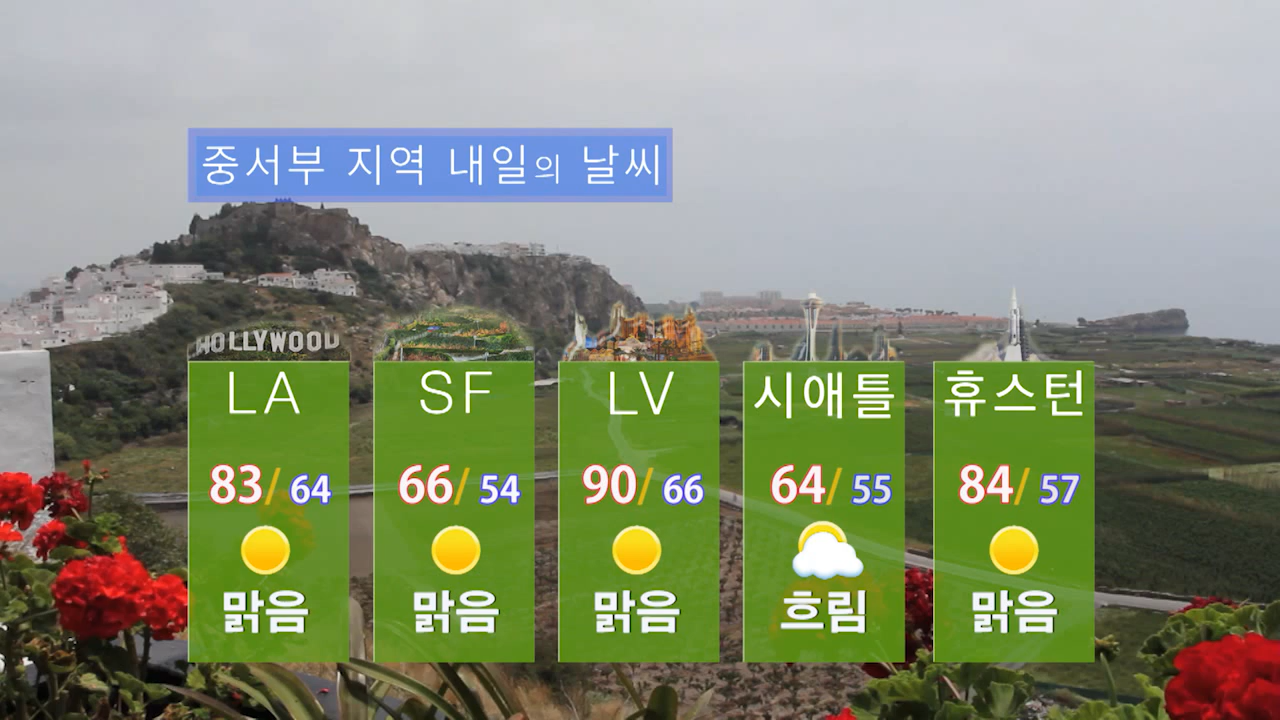 중서부 지역 내일의 날씨
HOLLYWOOD
LA SF LV 시애틀 휴스턴
83/64 66/54 90/66 64/55 84/57
맑음 맑음 맑음 흐림 맑음